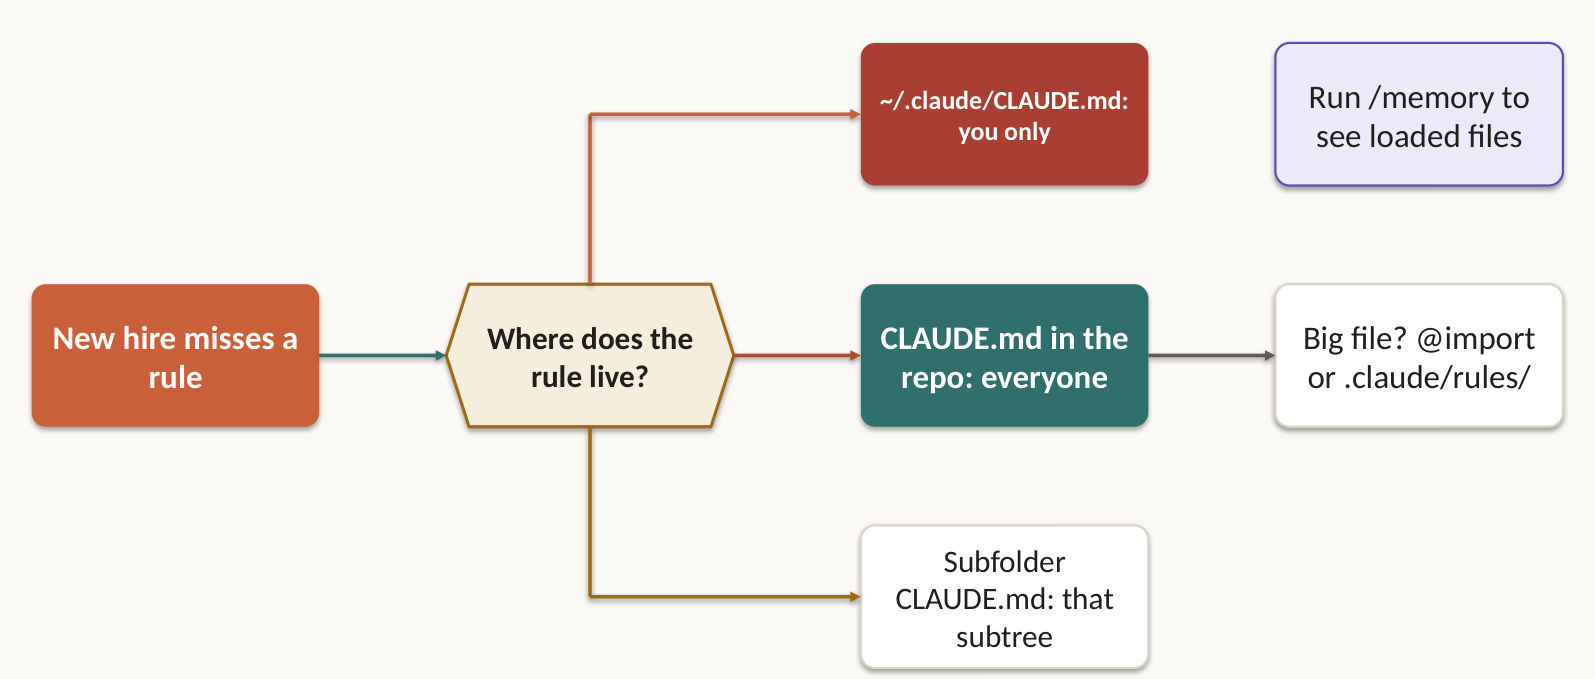 ~/.claude/CLAUDE.md:
you only
Run /memory to
see loaded files
New hire misses a
rule
Where does the
rule live?
CLAUDE.md in the
repo: everyone
Big file? @import
or .claude/rules/
Subfolder
CLAUDE.md: that
subtree